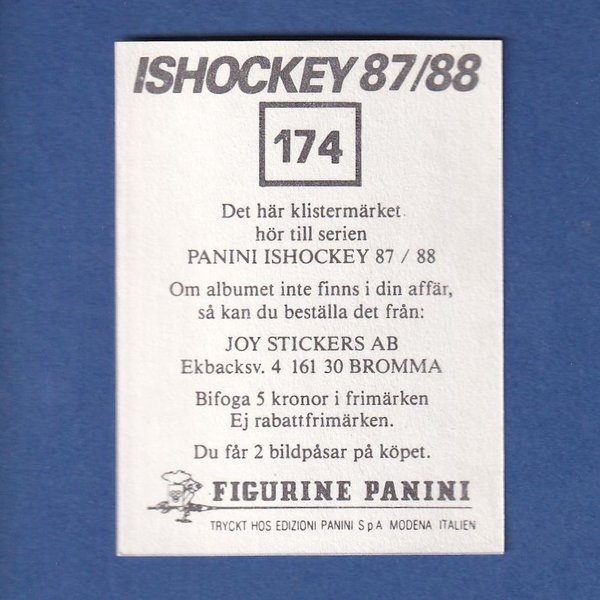 ISHOCKEY 87/88
174
Det här klistermärket
hör till serien
PANINI ISHOCKEY 87 / 88
Om albumet inte finns i din affär,
så kan du beställa det från:
JOY STICKERS AB
Ekbacksv. 4 161 30 BROMMA
Bifoga 5 kronor i frimärken
Ej rabattfrimärken.
Du får 2 bildpåsar på köpet.
FIGURINE PANINI
TRYCKT HOS EDIZIONI PANINI S p A MODENA ITALIEN